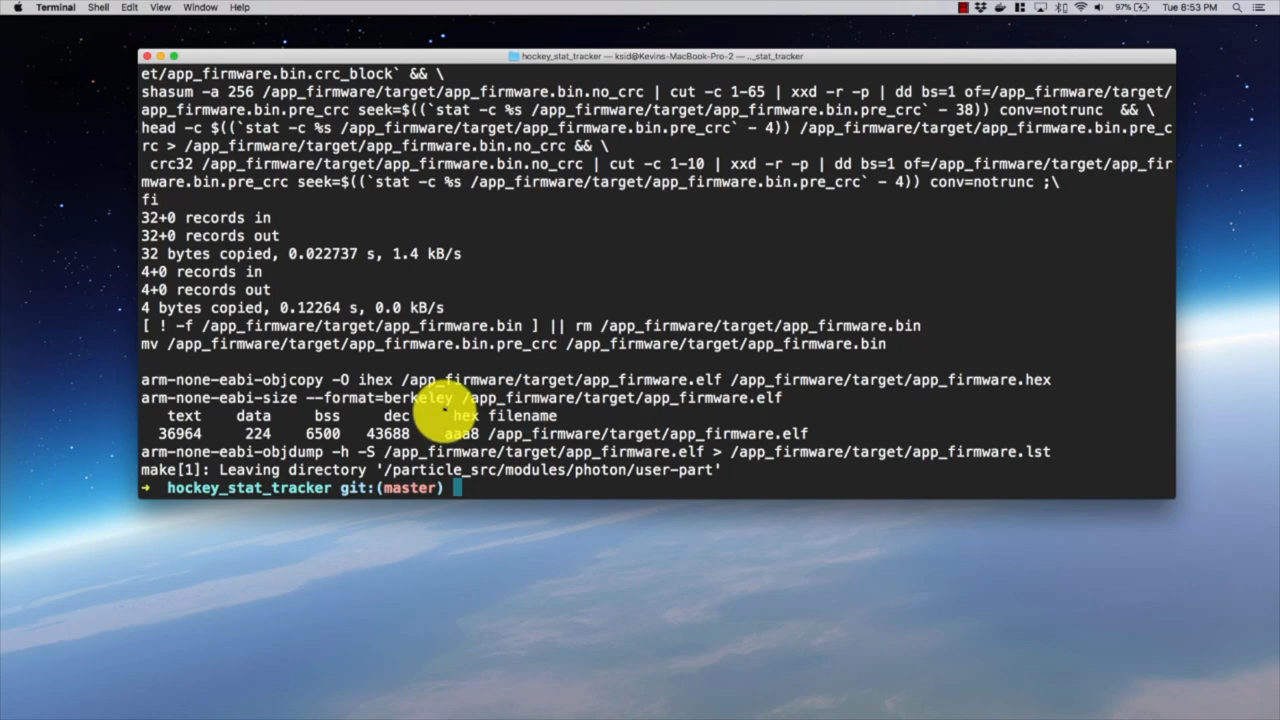 Terminal Shell Edit View Window Help 97% Tue 8:53 PM
hockey_stat_tracker — ksid@Kevins-MacBook-Pro-2 — .._stat_tracker
et/app_firmware.bin.crc_block` && \
shasum -a 256 /app_firmware/target/app_firmware.bin.no_crc | cut -c 1-65 | xxd -r -p | dd bs=1 of=/app_firmware/target/
app_firmware.bin.pre_crc seek=$((`stat -c %s /app_firmware/target/app_firmware.bin.pre_crc` - 38)) conv=notrunc  && \
head -c $((`stat -c %s /app_firmware/target/app_firmware.bin.pre_crc` - 4)) /app_firmware/target/app_firmware.bin.pre_c
rc > /app_firmware/target/app_firmware.bin.no_crc && \
 crc32 /app_firmware/target/app_firmware.bin.no_crc | cut -c 1-10 | xxd -r -p | dd bs=1 of=/app_firmware/target/app_fir
mware.bin.pre_crc seek=$((`stat -c %s /app_firmware/target/app_firmware.bin.pre_crc` - 4)) conv=notrunc ;\
fi
32+0 records in
32+0 records out
32 bytes copied, 0.022737 s, 1.4 kB/s
4+0 records in
4+0 records out
4 bytes copied, 0.12264 s, 0.0 kB/s
[ ! -f /app_firmware/target/app_firmware.bin ] || rm /app_firmware/target/app_firmware.bin
mv /app_firmware/target/app_firmware.bin.pre_crc /app_firmware/target/app_firmware.bin
arm-none-eabi-objcopy -O ihex /app_firmware/target/app_firmware.elf /app_firmware/target/app_firmware.hex
arm-none-eabi-size --format=berkeley /app_firmware/target/app_firmware.elf
text data bss dec hex filename
36964 224 6500 43688 aaa8 /app_firmware/target/app_firmware.elf
arm-none-eabi-objdump -h -S /app_firmware/target/app_firmware.elf > /app_firmware/target/app_firmware.lst
make[1]: Leaving directory '/particle_src/modules/photon/user-part'
➜ hockey_stat_tracker git:(master)